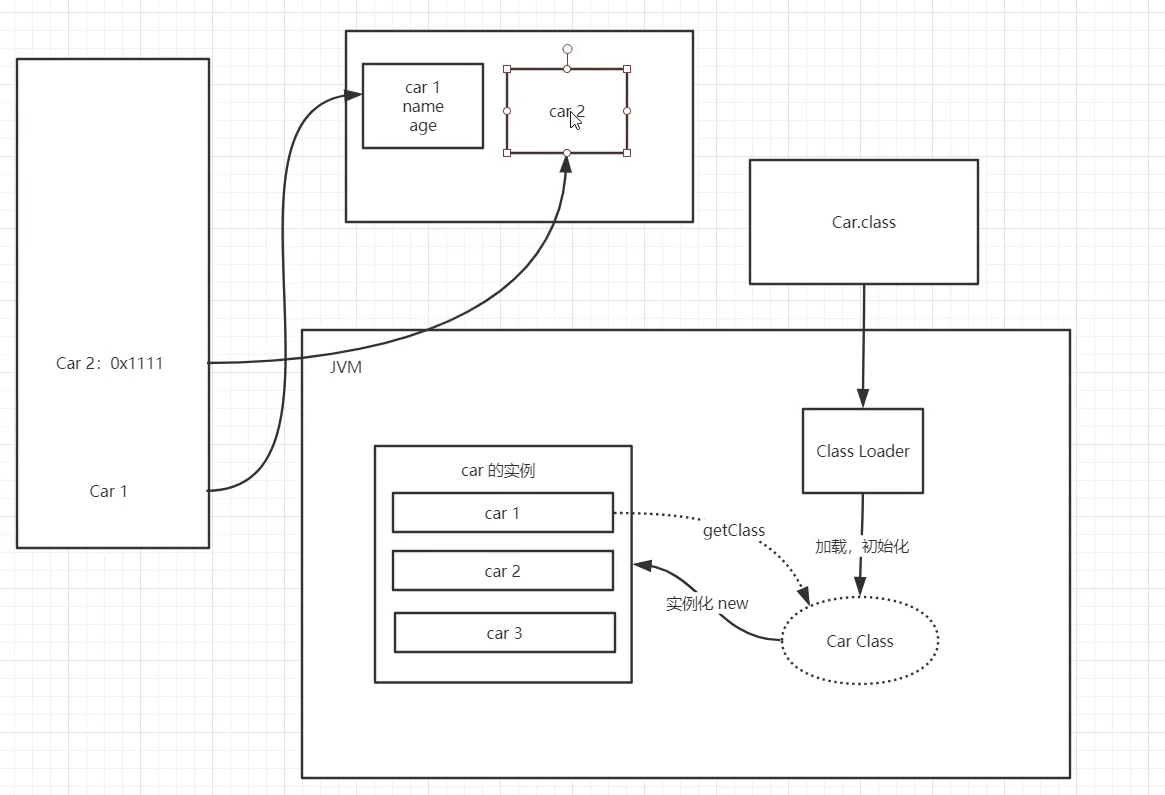 car 1
name
age
car 2
Car.class
Car 2：0x1111
JVM
Class Loader
car 的实例
Car 1
car 1
getClass
加载，初始化
car 2
实例化 new
car 3
Car Class